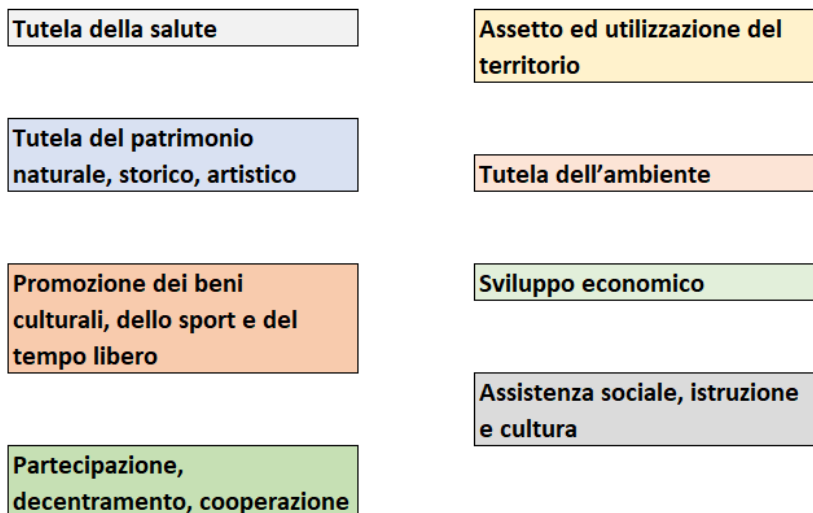 Tutela della salute
Tutela del patrimonio
naturale, storico, artistico
Promozione dei beni
culturali, dello sport e del
tempo libero
Partecipazione,
decentramento, cooperazione
Assetto ed utilizzazione del
territorio
Tutela dell’ambiente
Sviluppo economico
Assistenza sociale, istruzione
e cultura